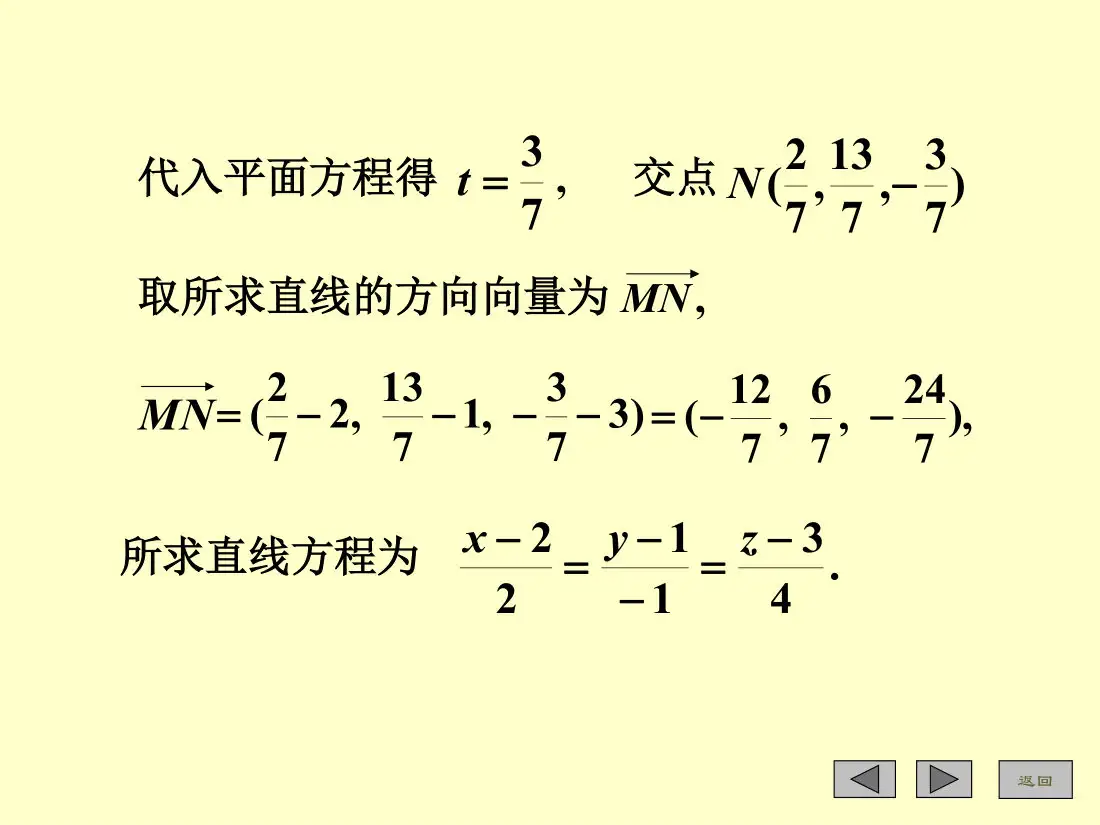 代入平面方程得 t = 3/7 , 交点 N(2/7, 13/7, −3/7)
取所求直线的方向向量为 MN→,
MN→ = (2/7 − 2, 13/7 − 1, −3/7 − 3) = (−12/7, 6/7, −24/7),
所求直线方程为 (x − 2)/2 = (y − 1)/−1 = (z − 3)/4 .
返回